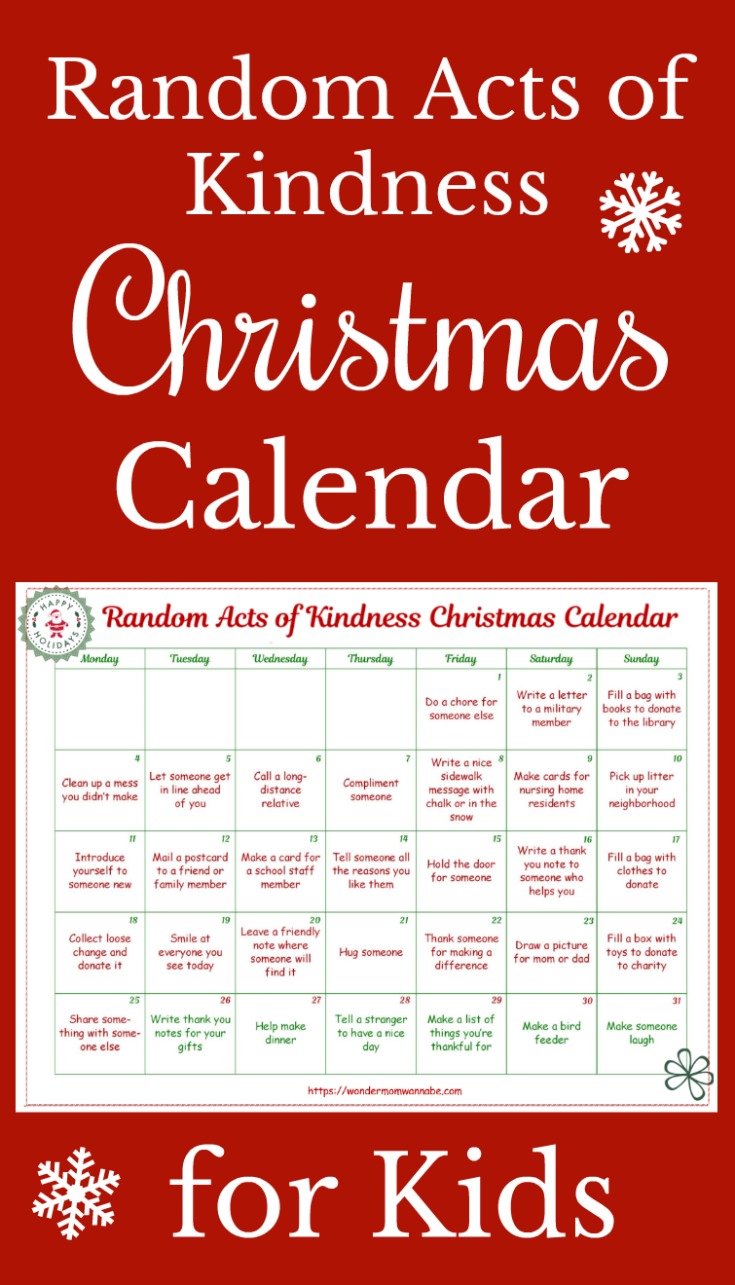 Random Acts of
Kindness
Christmas
Calendar
HAPPY
HOLIDAYS
Random Acts of Kindness Christmas Calendar
Monday Tuesday Wednesday Thursday Friday Saturday Sunday
1
Do a chore for
someone else
2
Write a letter
to a military
member
3
Fill a bag with
books to donate
to the library
4
Clean up a mess
you didn't make
5
Let someone get
in line ahead
of you
6
Call a long-
distance
relative
7
Compliment
someone
8
Write a nice
sidewalk
message with
chalk or in the
snow
9
Make cards for
nursing home
residents
10
Pick up litter
in your
neighborhood
11
Introduce
yourself to
someone new
12
Mail a postcard
to a friend or
family member
13
Make a card for
a school staff
member
14
Tell someone all
the reasons you
like them
15
Hold the door
for someone
16
Write a thank
you note to
someone who
helps you
17
Fill a bag with
clothes to
donate
18
Collect loose
change and
donate it
19
Smile at
everyone you
see today
20
Leave a friendly
note where
someone will
find it
21
Hug someone
22
Thank someone
for making a
difference
23
Draw a picture
for mom or dad
24
Fill a box with
toys to donate
to charity
25
Share some-
thing with some-
one else
26
Write thank you
notes for your
gifts
27
Help make
dinner
28
Tell a stranger
to have a nice
day
29
Make a list of
things you're
thankful for
30
Make a bird
feeder
31
Make someone
laugh
https://wondermomwannabe.com
for Kids